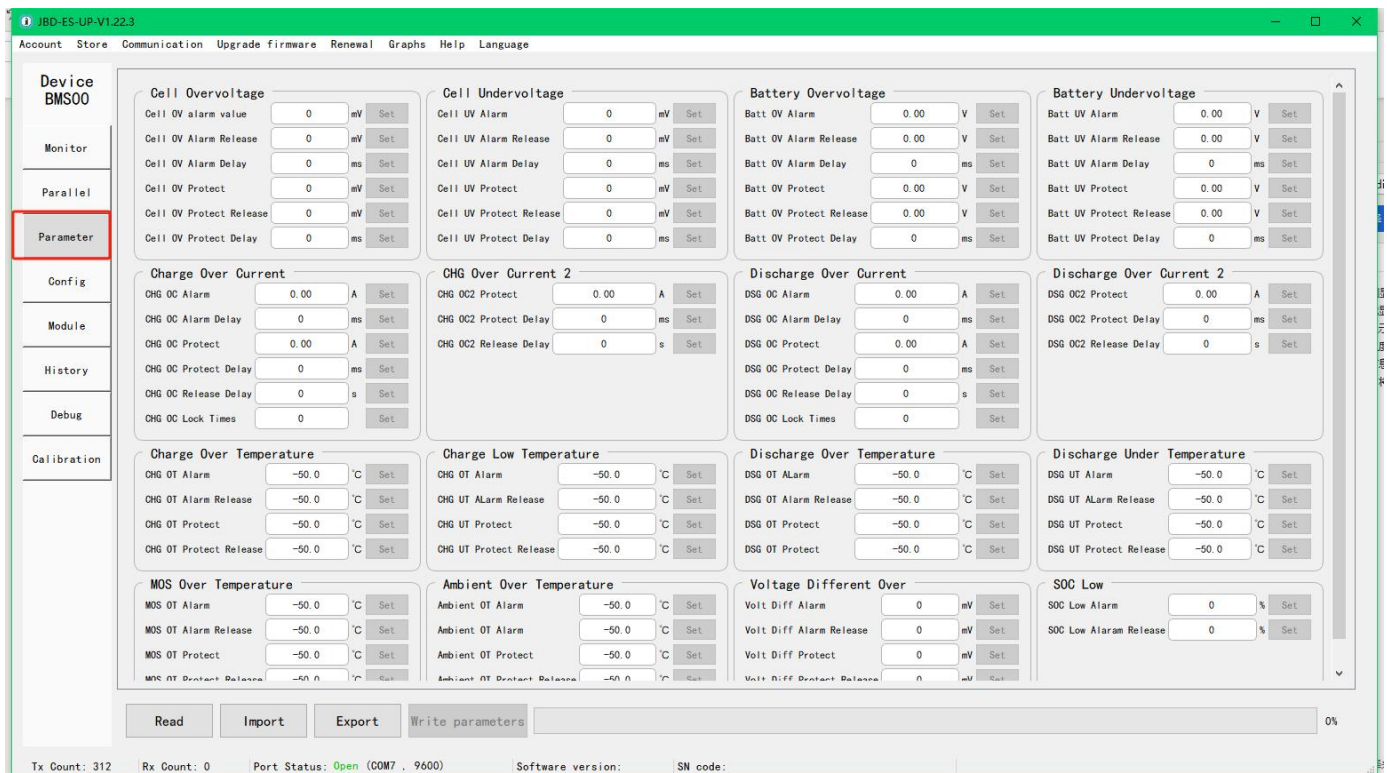 JBD-ES-UP-V1.22.3
Account Store Communication Upgrade firmware Renewal Graphs Help Language
Device
BMS00
Monitor
Parallel
Parameter
Config
Module
History
Debug
Calibration
Cell Overvoltage
Cell OV alarm value 0 mV Set
Cell OV Alarm Release 0 mV Set
Cell OV Alarm Delay 0 ms Set
Cell OV Protect 0 mV Set
Cell OV Protect Release 0 mV Set
Cell OV Protect Delay 0 ms Set
Cell Undervoltage
Cell UV Alarm 0 mV Set
Cell UV Alarm Release 0 mV Set
Cell UV Alarm Delay 0 ms Set
Cell UV Protect 0 mV Set
Cell UV Protect Release 0 mV Set
Cell UV Protect Delay 0 ms Set
Battery Overvoltage
Batt OV Alarm 0.00 V Set
Batt OV Alarm Release 0.00 V Set
Batt OV Alarm Delay 0 ms Set
Batt OV Protect 0.00 V Set
Batt OV Protect Release 0.00 V Set
Batt OV Protect Delay 0 ms Set
Battery Undervoltage
Batt UV Alarm 0.00 V Set
Batt UV Alarm Release 0.00 V Set
Batt UV Alarm Delay 0 ms Set
Batt UV Protect 0.00 V Set
Batt UV Protect Release 0.00 V Set
Batt UV Protect Delay 0 ms Set
Charge Over Current
CHG OC Alarm 0.00 A Set
CHG OC Alarm Delay 0 ms Set
CHG OC Protect 0.00 A Set
CHG OC Protect Delay 0 ms Set
CHG OC Release Delay 0 s Set
CHG OC Lock Times 0 Set
CHG Over Current 2
CHG OC2 Protect 0.00 A Set
CHG OC2 Protect Delay 0 ms Set
CHG OC2 Release Delay 0 s Set
Discharge Over Current
DSG OC Alarm 0.00 A Set
DSG OC Alarm Delay 0 ms Set
DSG OC Protect 0.00 A Set
DSG OC Protect Delay 0 ms Set
DSG OC Release Delay 0 s Set
DSG OC Lock Times 0 Set
Discharge Over Current 2
DSG OC2 Protect 0.00 A Set
DSG OC2 Protect Delay 0 ms Set
DSG OC2 Release Delay 0 s Set
Charge Over Temperature
CHG OT Alarm -50.0 °C Set
CHG OT Alarm Release -50.0 °C Set
CHG OT Protect -50.0 °C Set
CHG OT Protect Release -50.0 °C Set
Charge Low Temperature
CHG OT Alarm -50.0 °C Set
CHG UT ALarm Release -50.0 °C Set
CHG UT Protect -50.0 °C Set
CHG UT Protect Release -50.0 °C Set
Discharge Over Temperature
DSG OT ALarm -50.0 °C Set
DSG OT Alarm Release -50.0 °C Set
DSG OT Protect -50.0 °C Set
DSG OT Protect -50.0 °C Set
Discharge Under Temperature
DSG UT Alarm -50.0 °C Set
DSG UT ALarm Release -50.0 °C Set
DSG UT Protect -50.0 °C Set
DSG UT Protect Release -50.0 °C Set
MOS Over Temperature
MOS OT Alarm -50.0 °C Set
MOS OT Alarm Release -50.0 °C Set
MOS OT Protect -50.0 °C Set
MOS OT Protect Release -50.0 °C Set
Ambient Over Temperature
Ambient OT Alarm -50.0 °C Set
Ambient OT Alarm -50.0 °C Set
Ambient OT Protect -50.0 °C Set
Ambient OT Protect Release -50.0 °C Set
Voltage Different Over
Volt Diff Alarm 0 mV Set
Volt Diff Alarm Release 0 mV Set
Volt Diff Protect 0 mV Set
Volt Diff Protect Release 0 mV Set
SOC Low
SOC Low Alarm 0 % Set
SOC Low Alaram Release 0 % Set
Read Import Export Write parameters 0%
Tx Count: 312 Rx Count: 0 Port Status: Open (COM7 , 9600) Software version: SN code: